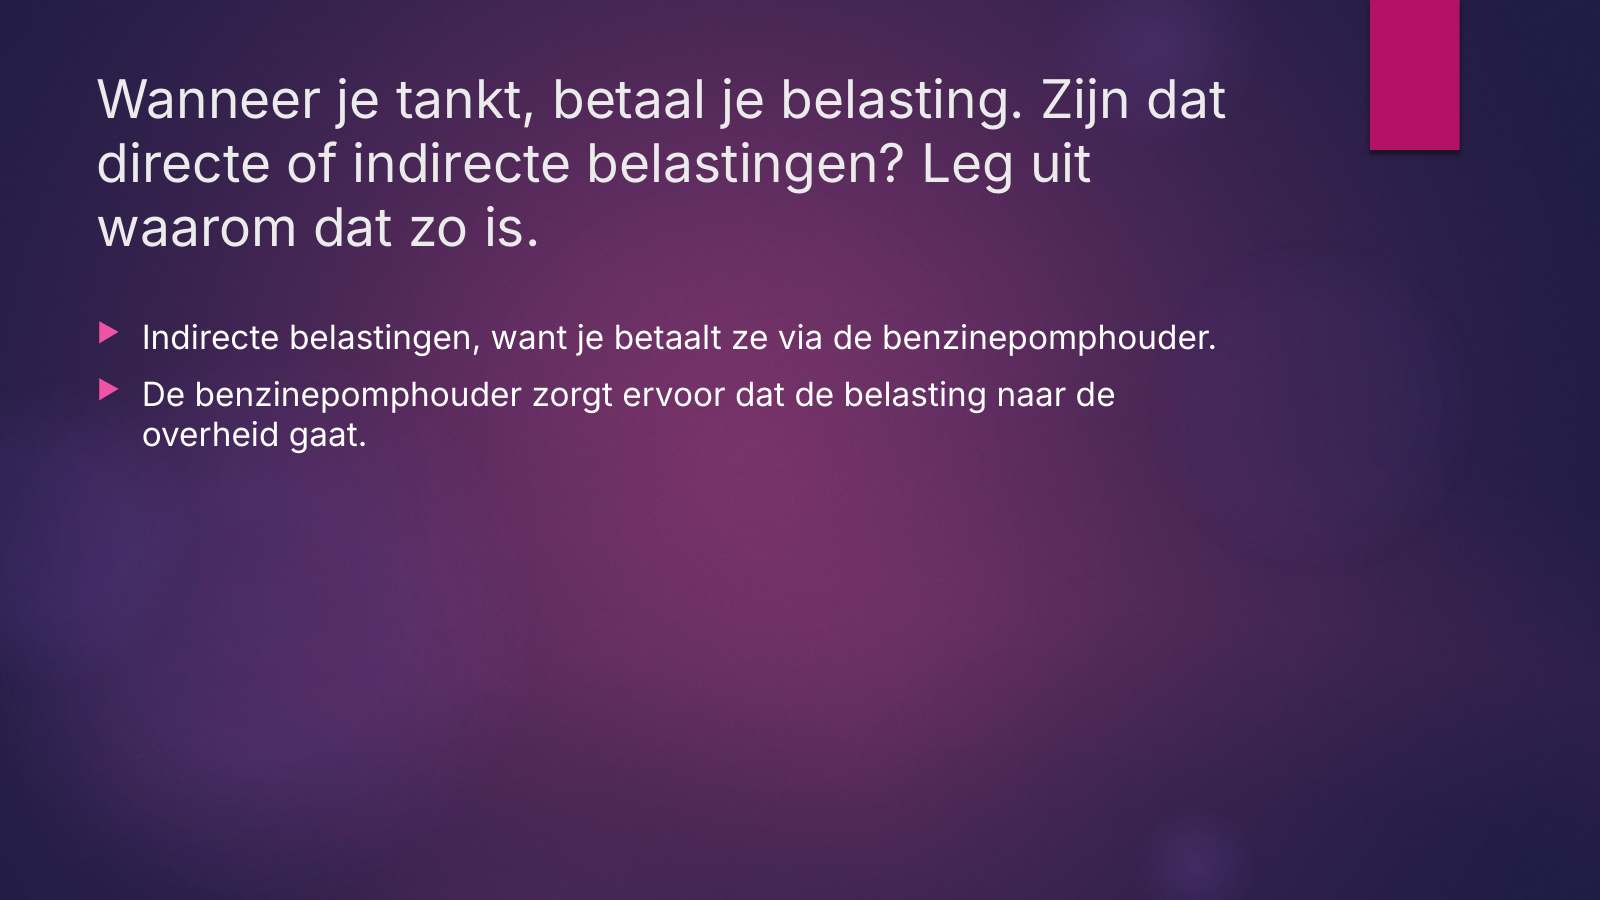 Wanneer je tankt, betaal je belasting. Zijn dat
directe of indirecte belastingen? Leg uit
waarom dat zo is.
Indirecte belastingen, want je betaalt ze via de benzinepomphouder.
De benzinepomphouder zorgt ervoor dat de belasting naar de
overheid gaat.